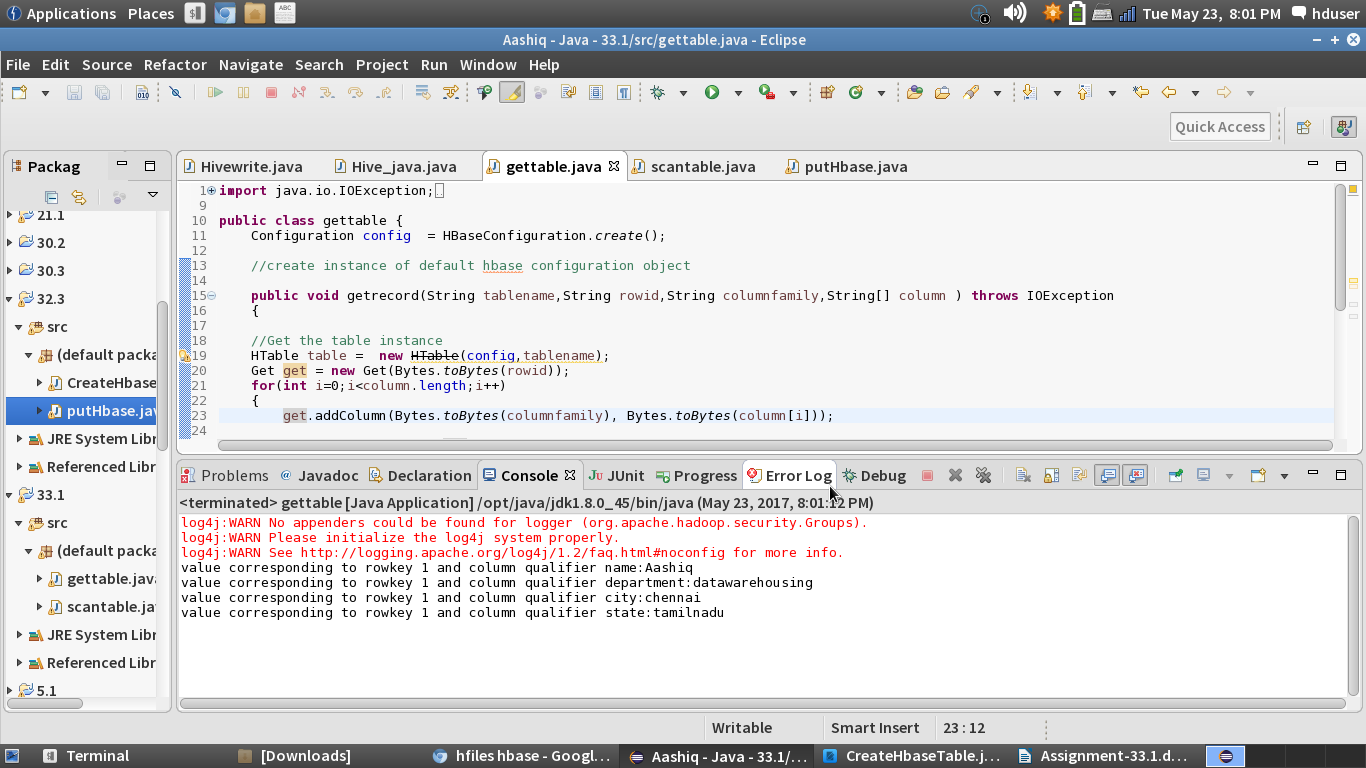 Applications Places Tue May 23, 8:01 PM hduser
Aashiq - Java - 33.1/src/gettable.java - Eclipse
File Edit Source Refactor Navigate Search Project Run Window Help
Quick Access
Packag
Hivewrite.java Hive_java.java gettable.java scantable.java putHbase.java
21.1
30.2
30.3
32.3
src
(default packa
CreateHbase
putHbase.jav
JRE System Libr
Referenced Libr
33.1
src
(default packa
gettable.java
scantable.ja
JRE System Libr
Referenced Libr
5.1
1 import java.io.IOException;
9
10 public class gettable {
11 Configuration config = HBaseConfiguration.create();
12
13 //create instance of default hbase configuration object
14
15 public void getrecord(String tablename,String rowid,String columnfamily,String[] column ) throws IOException
16 {
17
18 //Get the table instance
19 HTable table = new HTable(config,tablename);
20 Get get = new Get(Bytes.toBytes(rowid));
21 for(int i=0;i<column.length;i++)
22 {
23 get.addColumn(Bytes.toBytes(columnfamily), Bytes.toBytes(column[i]));
24
Problems Javadoc Declaration Console JUnit Progress Error Log Debug
<terminated> gettable [Java Application] /opt/java/jdk1.8.0_45/bin/java (May 23, 2017, 8:01:12 PM)
log4j:WARN No appenders could be found for logger (org.apache.hadoop.security.Groups).
log4j:WARN Please initialize the log4j system properly.
log4j:WARN See http://logging.apache.org/log4j/1.2/faq.html#noconfig for more info.
value corresponding to rowkey 1 and column qualifier name:Aashiq
value corresponding to rowkey 1 and column qualifier department:datawarehousing
value corresponding to rowkey 1 and column qualifier city:chennai
value corresponding to rowkey 1 and column qualifier state:tamilnadu
Writable Smart Insert 23 : 12
Terminal [Downloads] hfiles hbase - Googl... Aashiq - Java - 33.1/... CreateHbaseTable.j... Assignment-33.1.d...